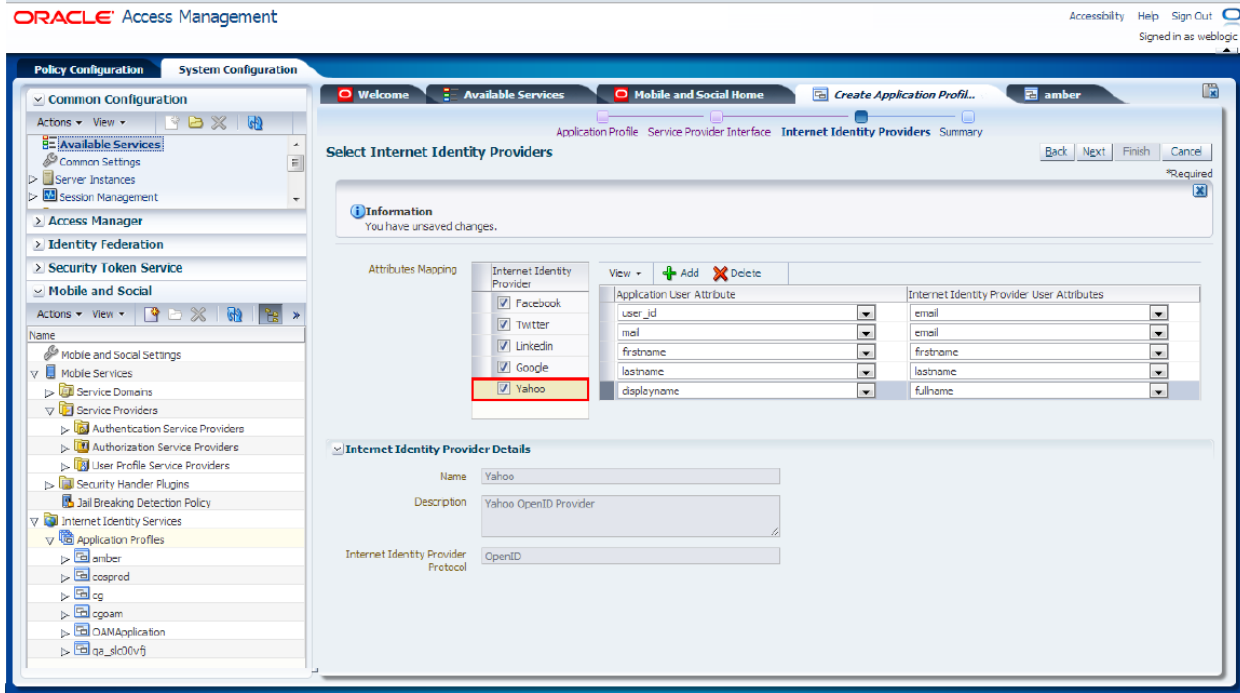 ORACLE Access Management
Accessibility Help Sign Out
Signed in as weblogic
Policy Configuration System Configuration
Common Configuration
Actions View
Available Services
Common Settings
Server Instances
Session Management
Access Manager
Identity Federation
Security Token Service
Mobile and Social
Actions View
Name
Mobile and Social Settings
Mobile Services
Service Domains
Service Providers
Authentication Service Providers
Authorization Service Providers
User Profile Service Providers
Security Handler Plugins
Jail Breaking Detection Policy
Internet Identity Services
Application Profiles
amber
cosprod
cg
cgoam
OAMApplication
qa_slc00vfj
Welcome Available Services Mobile and Social Home Create Application Profil... amber
Application Profile Service Provider Interface Internet Identity Providers Summary
Select Internet Identity Providers
Back Next Finish Cancel
*Required
Information
You have unsaved changes.
Attributes Mapping
Internet Identity
Provider
Facebook
Twitter
Linkedin
Google
Yahoo
View Add Delete
Application User Attribute Internet Identity Provider User Attributes
user_id email
mail email
firstname firstname
lastname lastname
displayname fullname
Internet Identity Provider Details
Name Yahoo
Description Yahoo OpenID Provider
Internet Identity Provider
Protocol OpenID